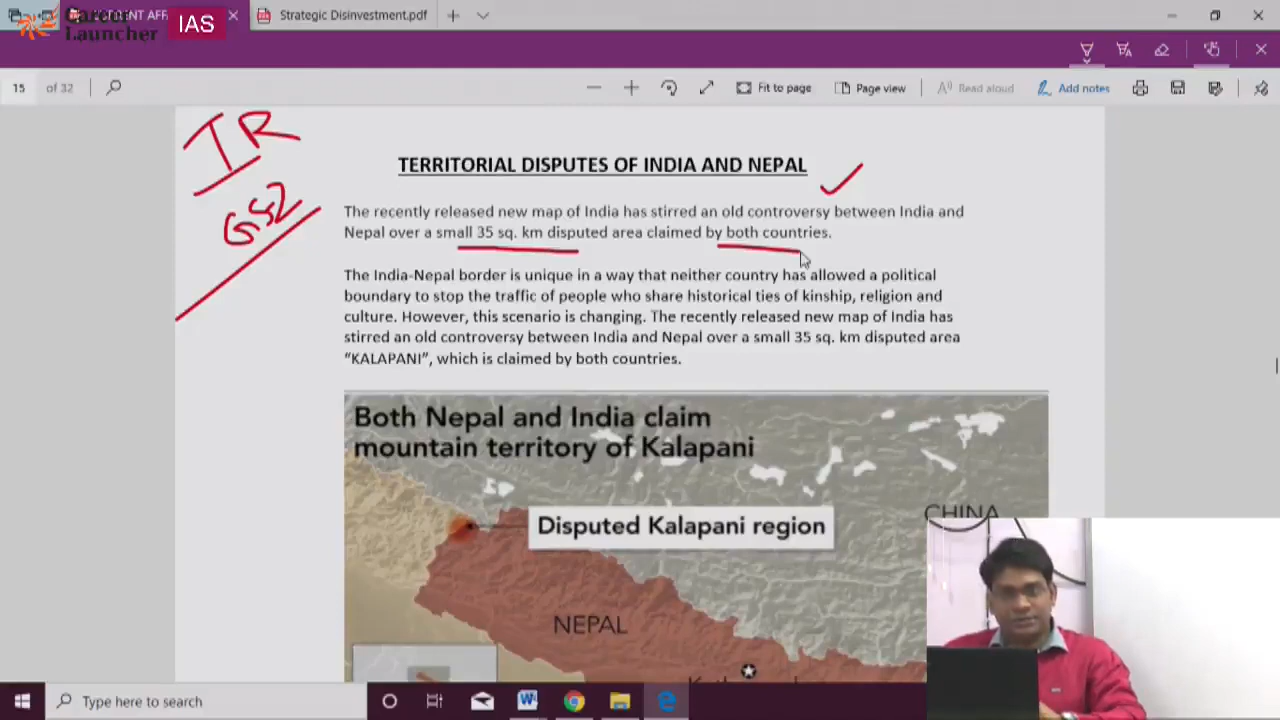 Career Launcher IAS
Strategic Disinvestment.pdf
15 of 32
Fit to page
Page view
Read aloud
Add notes
IR
GS2
TERRITORIAL DISPUTES OF INDIA AND NEPAL
The recently released new map of India has stirred an old controversy between India and
Nepal over a small 35 sq. km disputed area claimed by both countries.
The India-Nepal border is unique in a way that neither country has allowed a political
boundary to stop the traffic of people who share historical ties of kinship, religion and
culture. However, this scenario is changing. The recently released new map of India has
stirred an old controversy between India and Nepal over a small 35 sq. km disputed area
“KALAPANI”, which is claimed by both countries.
Both Nepal and India claim
mountain territory of Kalapani
CHINA
Disputed Kalapani region
NEPAL
Type here to search